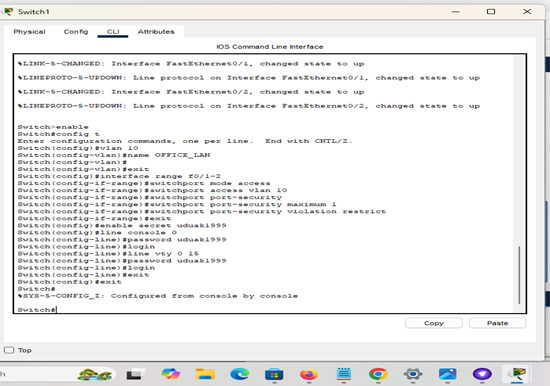 Switch1
Physical Config CLI Attributes
IOS Command Line Interface
%LINK-5-CHANGED: Interface FastEthernet0/1, changed state to up
%LINEPROTO-5-UPDOWN: Line protocol on Interface FastEthernet0/1, changed state to up
%LINK-5-CHANGED: Interface FastEthernet0/2, changed state to up
%LINEPROTO-5-UPDOWN: Line protocol on Interface FastEthernet0/2, changed state to up
Switch>enable
Switch#config t
Enter configuration commands, one per line. End with CNTL/Z.
Switch(config)#vlan 10
Switch(config-vlan)#name OFFICE_LAN
Switch(config-vlan)#
Switch(config-vlan)#exit
Switch(config)#interface range f0/1-2
Switch(config-if-range)#switchport mode access
Switch(config-if-range)#switchport access vlan 10
Switch(config-if-range)#switchport port-security
Switch(config-if-range)#switchport port-security maximum 1
Switch(config-if-range)#switchport port-security violation restrict
Switch(config-if-range)#exit
Switch(config)#enable secret uduak1999
Switch(config)#line console 0
Switch(config-line)#password uduak1999
Switch(config-line)#login
Switch(config-line)#line vty 0 15
Switch(config-line)#password uduak1999
Switch(config-line)#login
Switch(config-line)#exit
Switch(config)#exit
Switch#
%SYS-5-CONFIG_I: Configured from console by console
Switch#
Copy Paste
Top